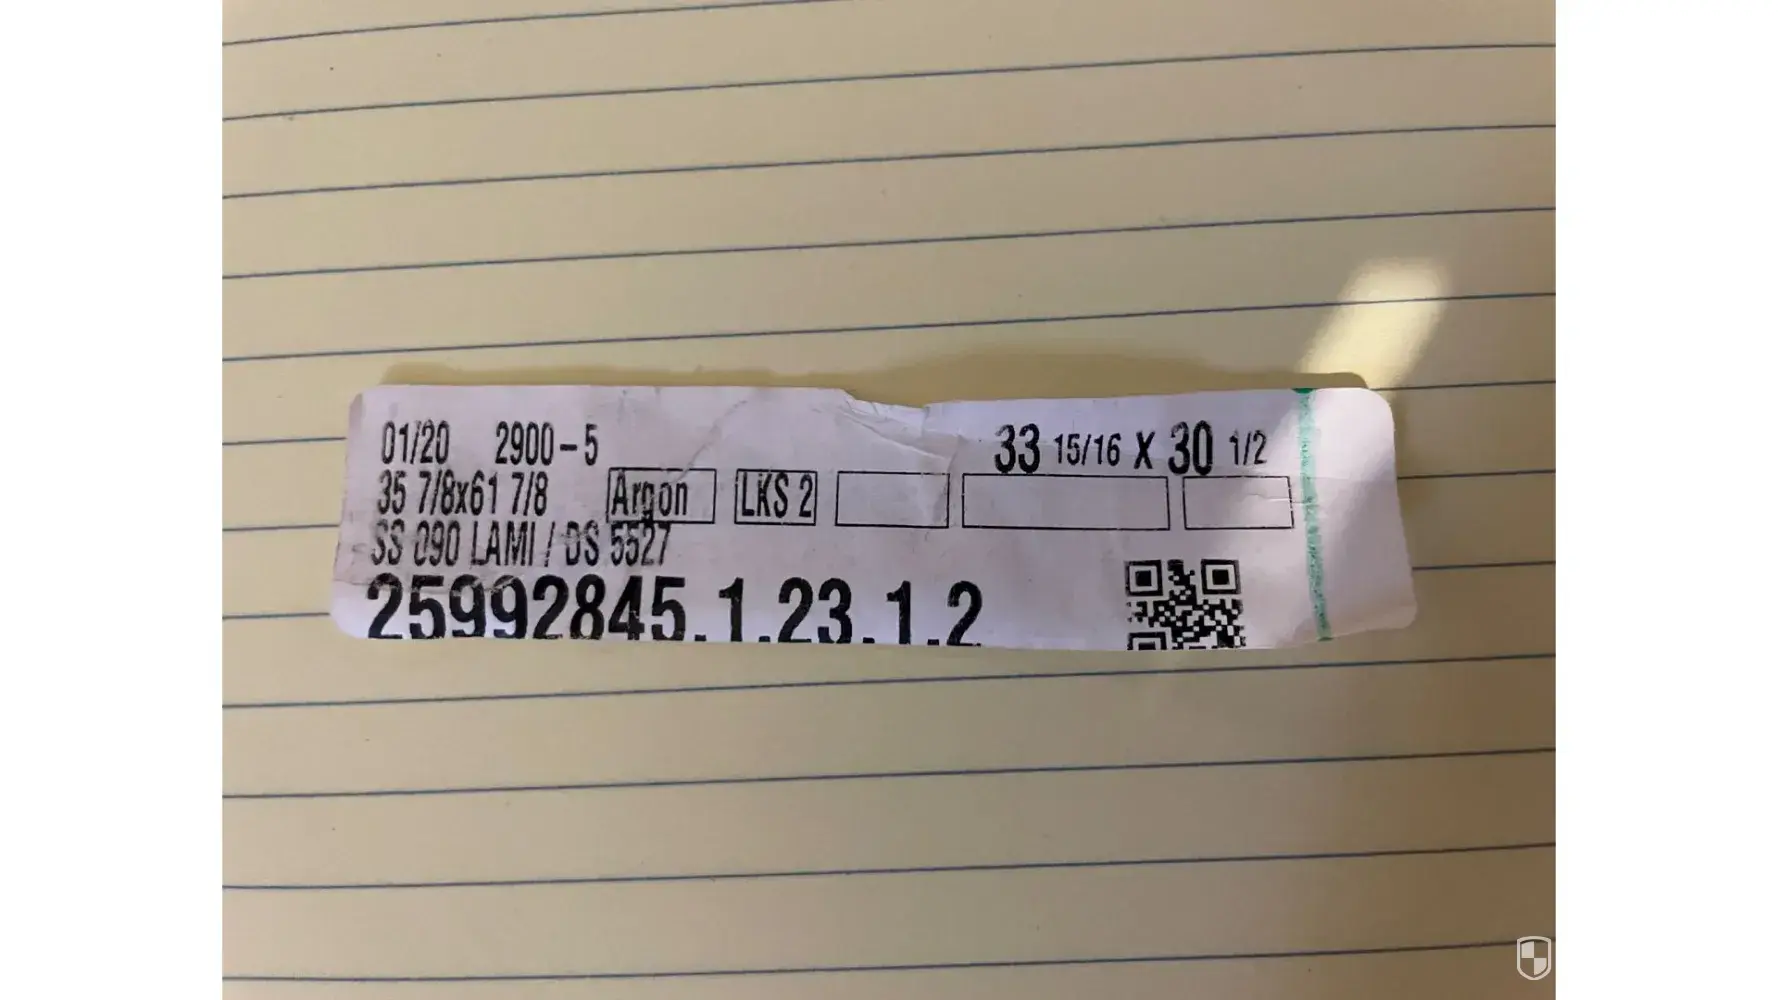 01/20 2900-5 33 15/16 X 30 1/2
35 7/8x61 7/8 Argon LKS 2
SS 090 LAMI / DS 5527
25992845.1.23.1.2